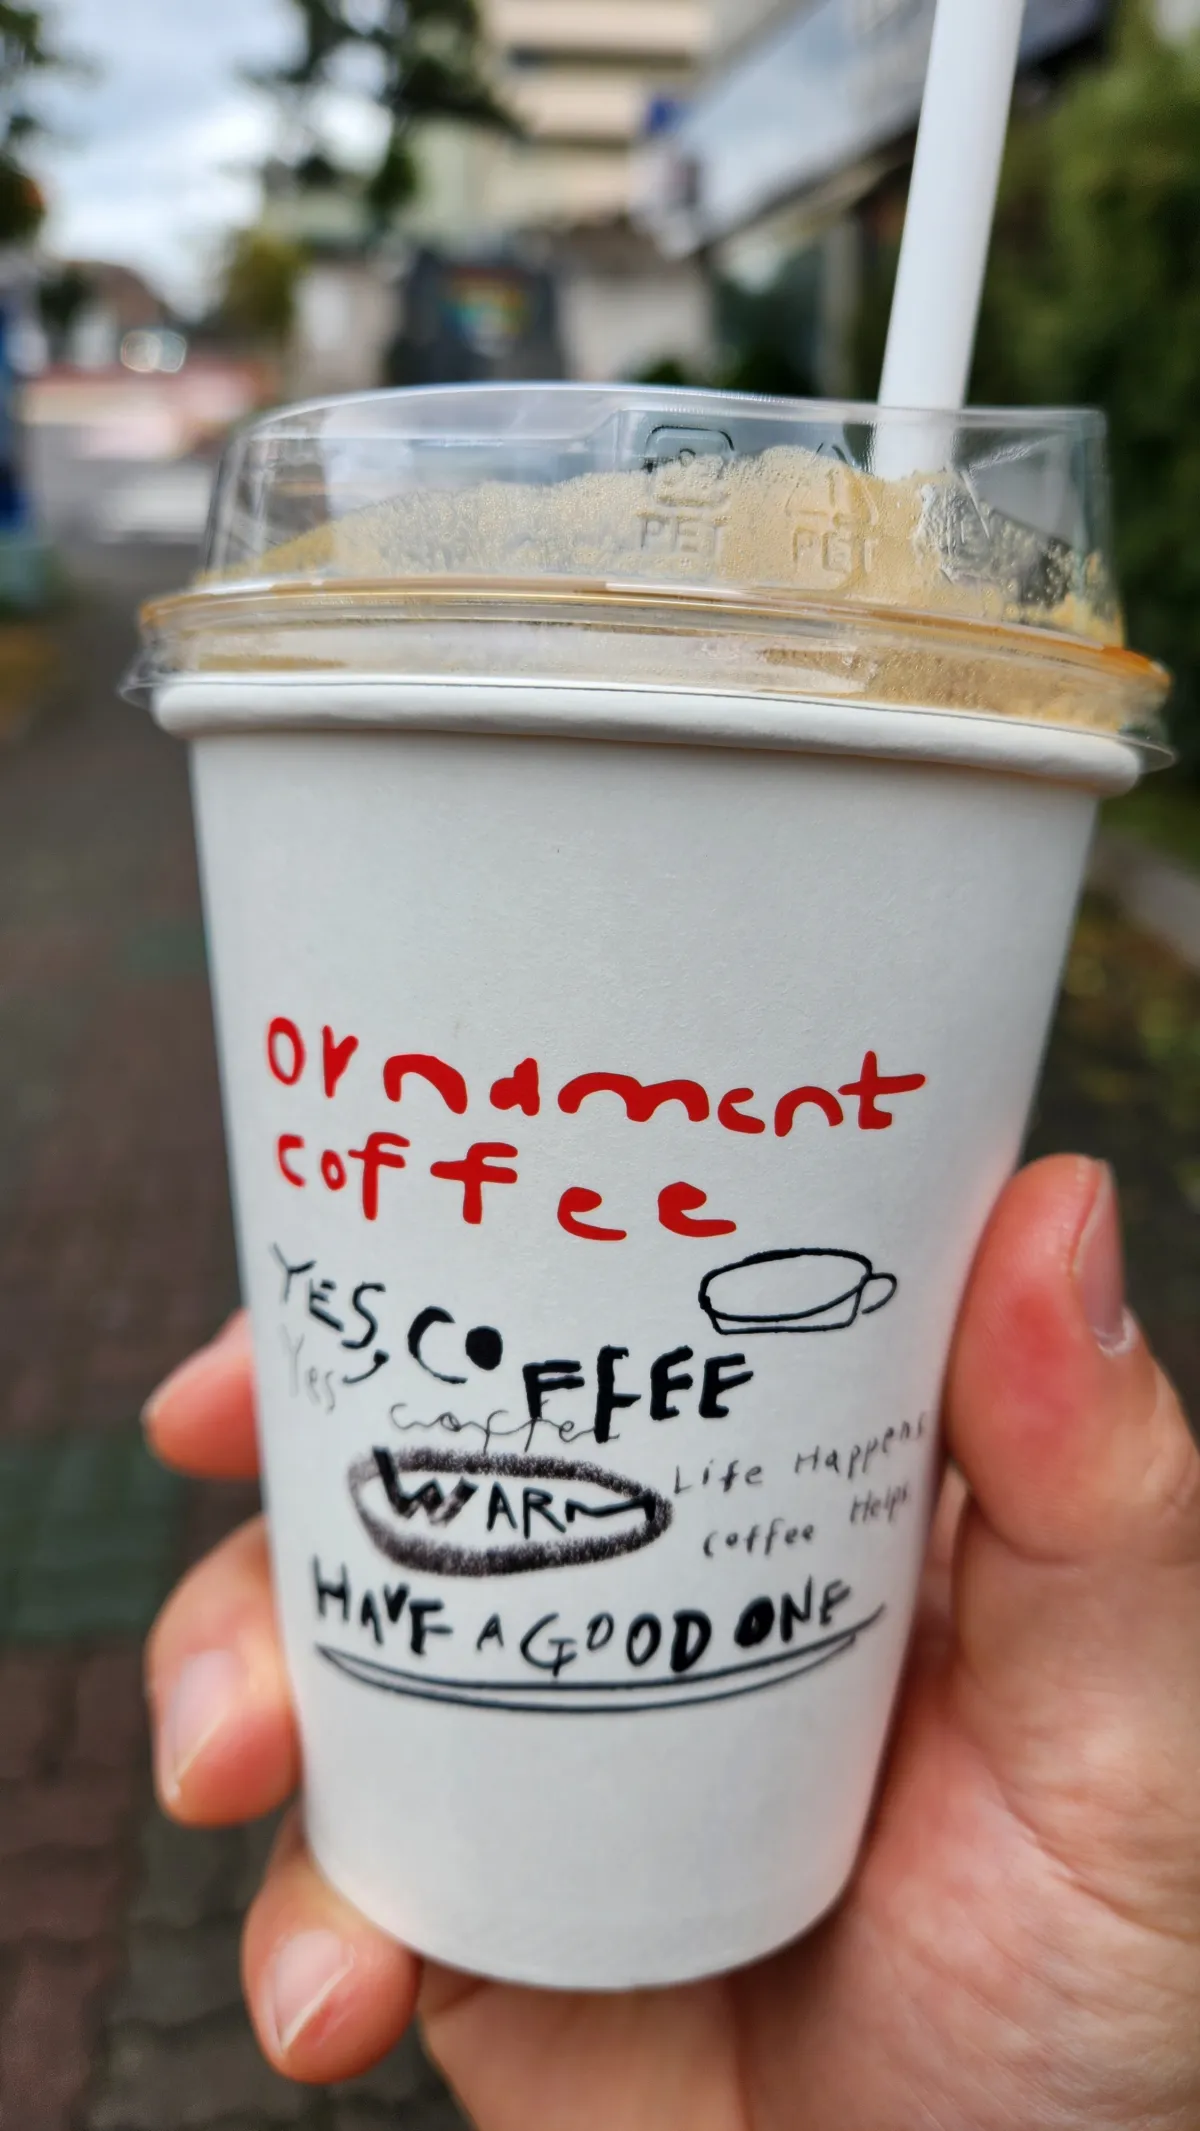 PET PET
ornament
coffee
YES, COFFEE
Yes coffee
WARM
Life Happens
Coffee Helps
HAVE A GOOD ONE